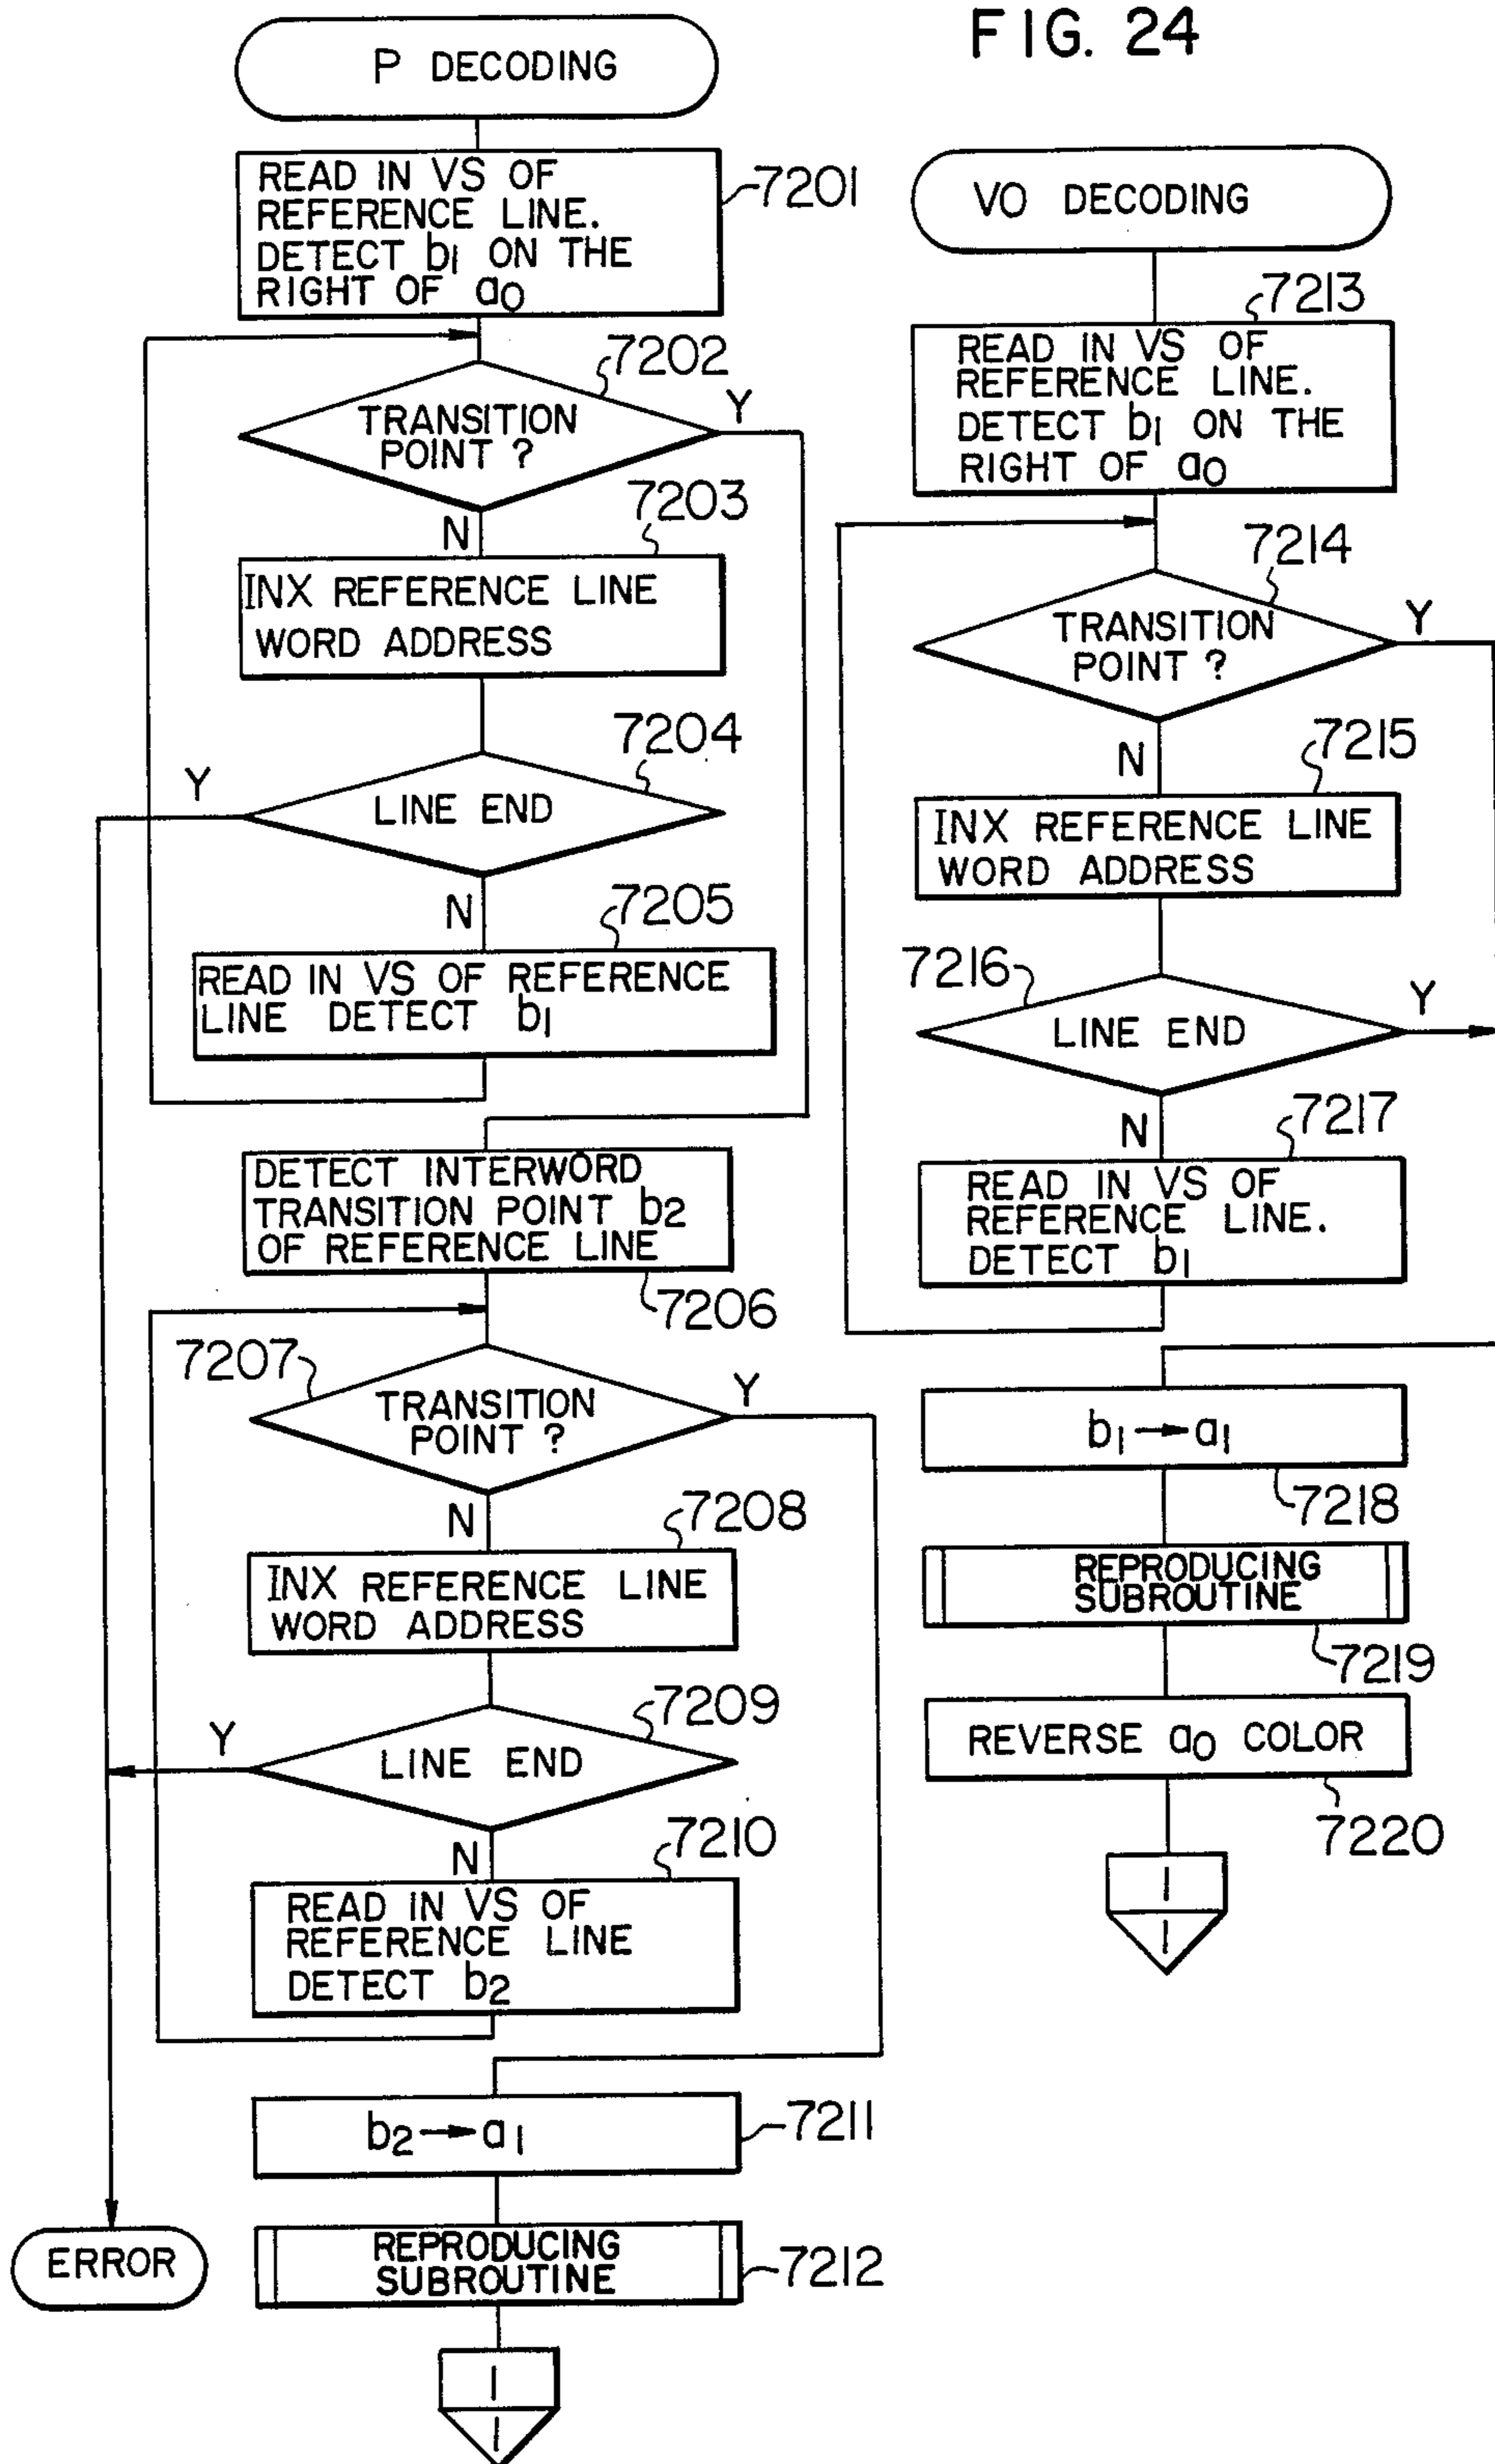 FIG. 24
P DECODING
READ IN VS OF
REFERENCE LINE.
DETECT b1 ON THE
RIGHT OF a0
7201
7202
TRANSITION
POINT ?
Y
N
7203
INX REFERENCE LINE
WORD ADDRESS
7204
LINE END
Y
N
7205
READ IN VS OF REFERENCE
LINE DETECT b1
DETECT INTERWORD
TRANSITION POINT b2
OF REFERENCE LINE
7206
7207
TRANSITION
POINT ?
Y
N
7208
INX REFERENCE LINE
WORD ADDRESS
7209
LINE END
Y
N
7210
READ IN VS OF
REFERENCE LINE
DETECT b2
b2 → a1
7211
REPRODUCING
SUBROUTINE
7212
I
I
ERROR
VO DECODING
7213
READ IN VS OF
REFERENCE LINE.
DETECT b1 ON THE
RIGHT OF a0
7214
TRANSITION
POINT ?
Y
N
7215
INX REFERENCE LINE
WORD ADDRESS
7216
LINE END
Y
N
7217
READ IN VS OF
REFERENCE LINE.
DETECT b1
b1 → a1
7218
REPRODUCING
SUBROUTINE
7219
REVERSE a0 COLOR
7220
I
I